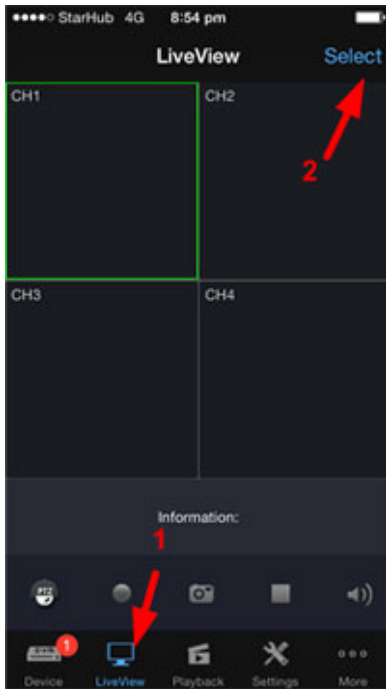 StarHub 4G 8:54 pm
LiveView Select
CH1 CH2
2
CH3 CH4
Information:
1
PTZ
1
Device LiveView Playback Settings More